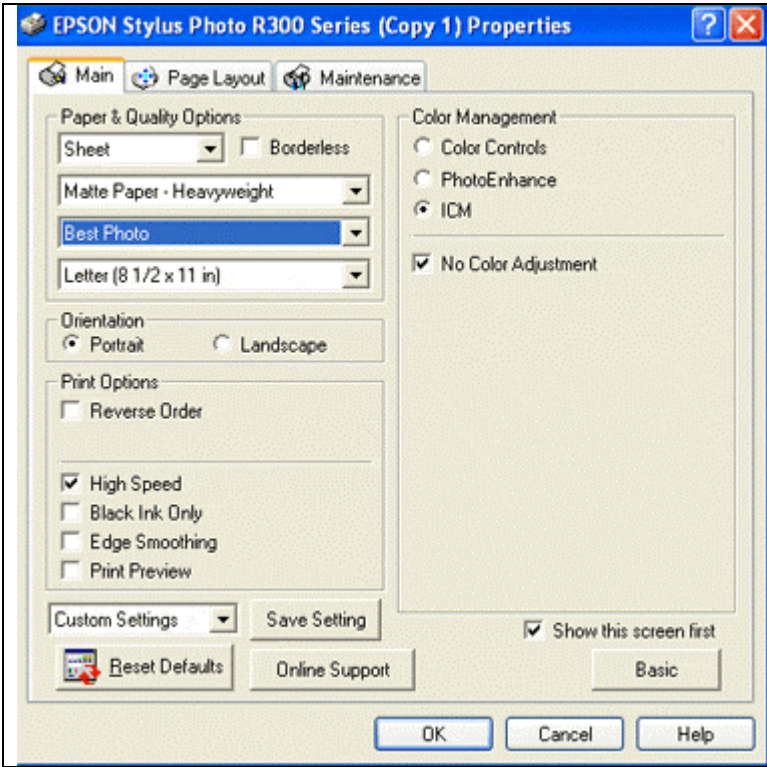 EPSON Stylus Photo R300 Series (Copy 1) Properties
Main
Page Layout
Maintenance
Paper & Quality Options
Sheet
Borderless
Matte Paper - Heavyweight
Best Photo
Letter (8 1/2 x 11 in)
Orientation
Portrait
Landscape
Print Options
Reverse Order
High Speed
Black Ink Only
Edge Smoothing
Print Preview
Custom Settings
Save Setting
Reset Defaults
Online Support
Color Management
Color Controls
PhotoEnhance
ICM
No Color Adjustment
Show this screen first
Basic
OK
Cancel
Help